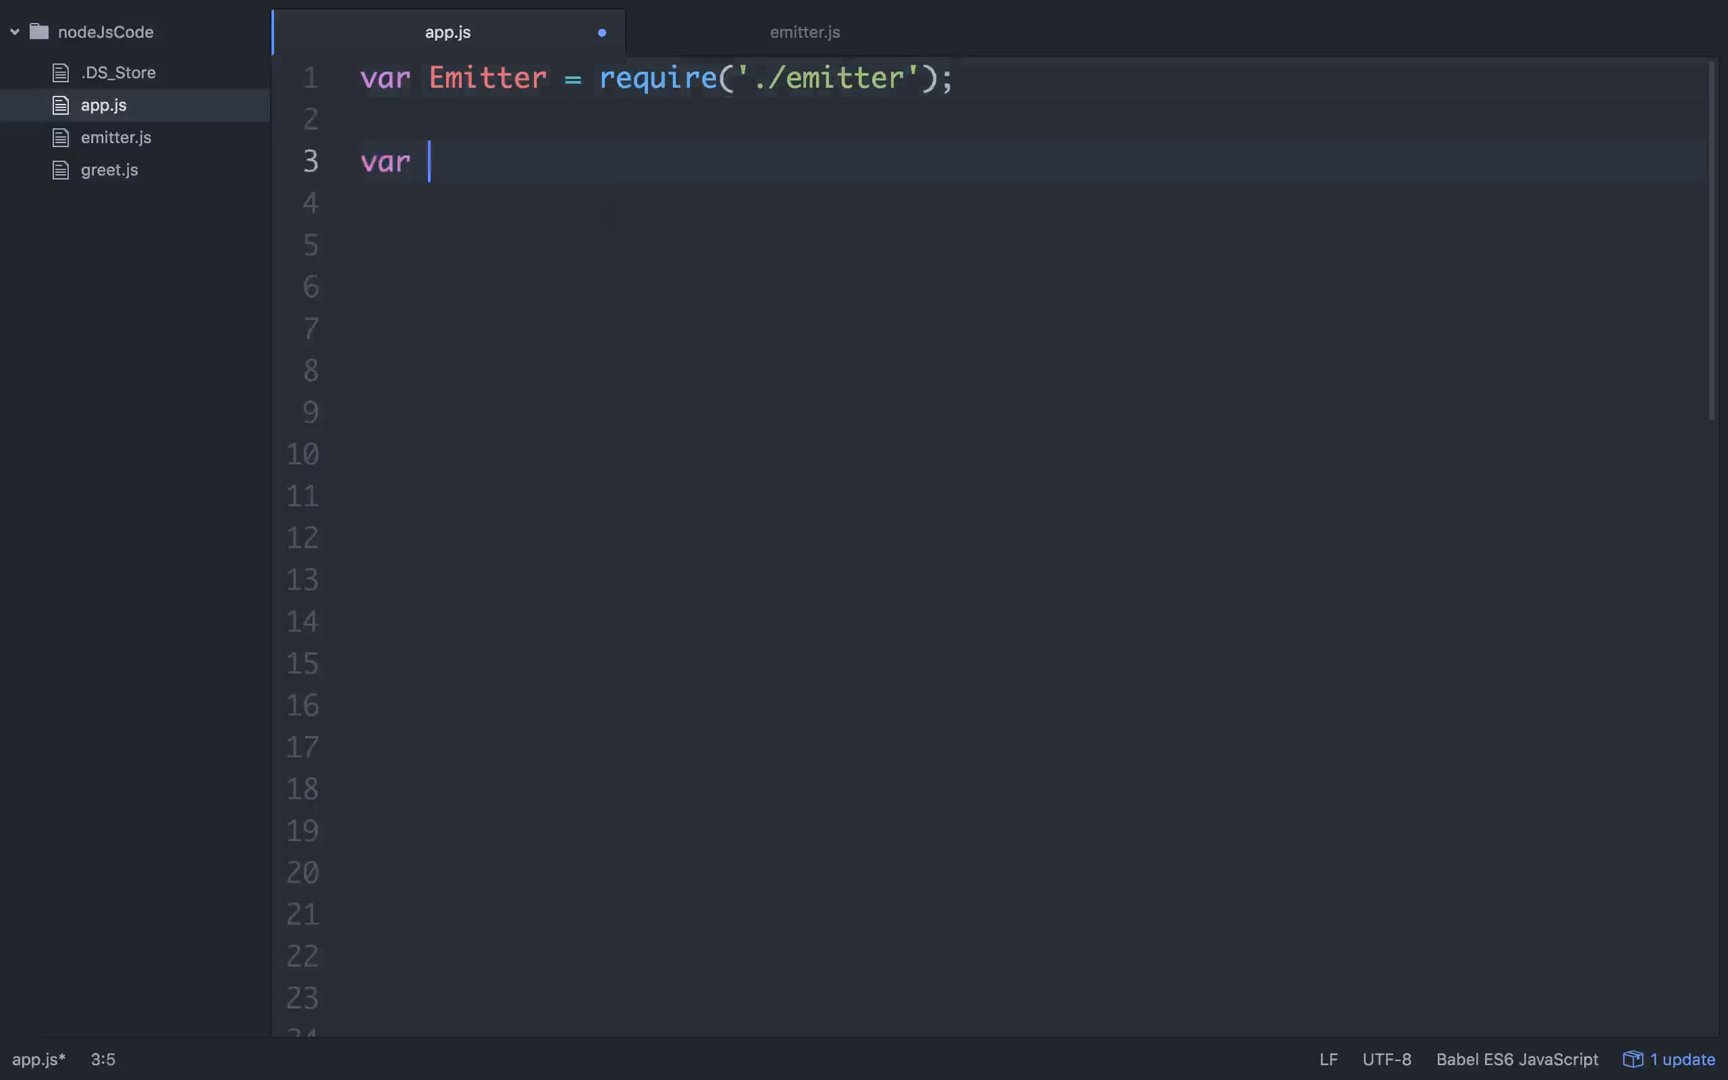 nodeJsCode
.DS_Store
app.js
emitter.js
greet.js
app.js
emitter.js
1 var Emitter = require('./emitter');
2
3 var
4
5
6
7
8
9
10
11
12
13
14
15
16
17
18
19
20
21
22
23
app.js* 3:5
LF UTF-8 Babel ES6 JavaScript 1 update